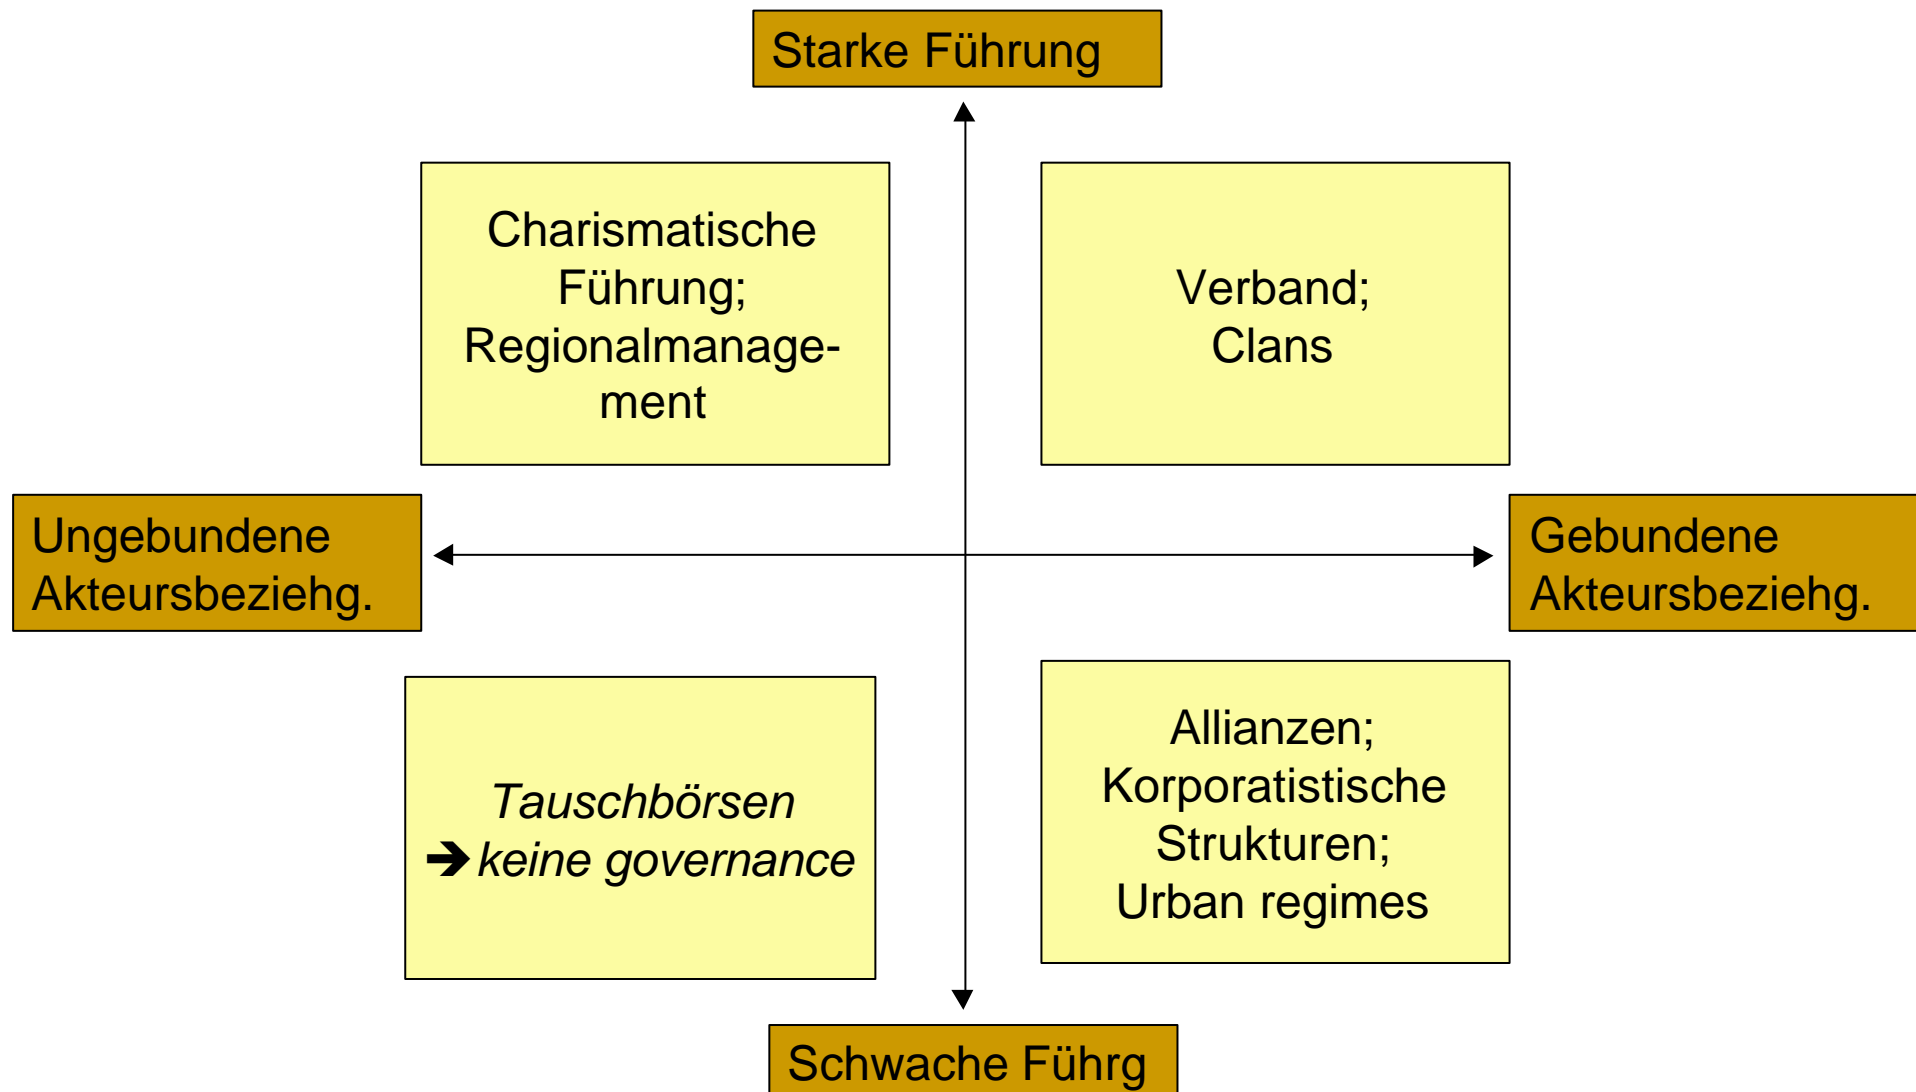 Starke Führung
Charismatische
Führung;
Regionalmanage-
ment
Verband;
Clans
Ungebundene
Akteursbeziehg.
Gebundene
Akteursbeziehg.
Tauschbörsen
➔ keine governance
Allianzen;
Korporatistische
Strukturen;
Urban regimes
Schwache Führg